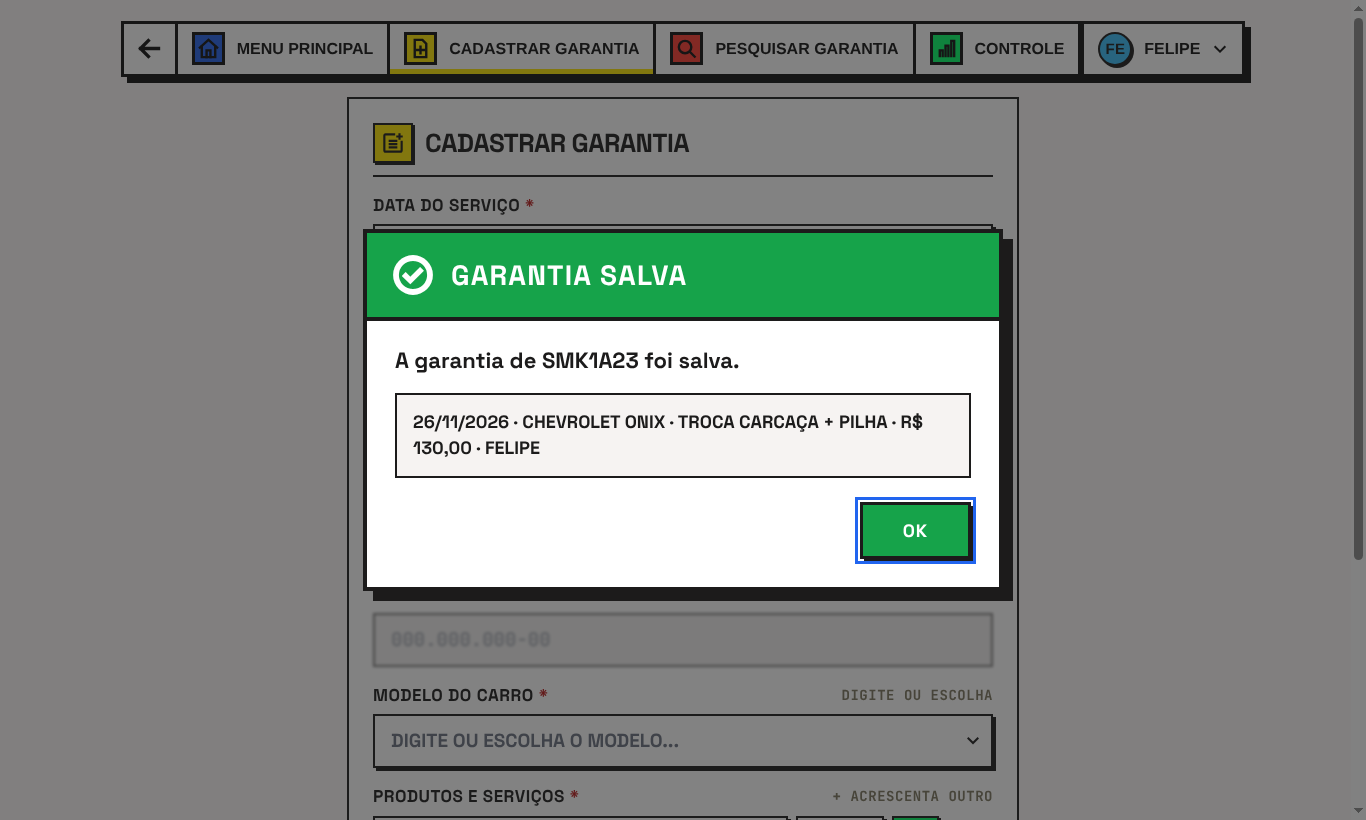 MENU PRINCIPAL
CADASTRAR GARANTIA
PESQUISAR GARANTIA
CONTROLE
FE
FELIPE
CADASTRAR GARANTIA
DATA DO SERVIÇO *
GARANTIA SALVA
A garantia de SMK1A23 foi salva.
26/11/2026 · CHEVROLET ONIX · TROCA CARCAÇA + PILHA · R$
130,00 · FELIPE
OK
000.000.000-00
MODELO DO CARRO *
DIGITE OU ESCOLHA
DIGITE OU ESCOLHA O MODELO...
PRODUTOS E SERVIÇOS *
+ ACRESCENTA OUTRO